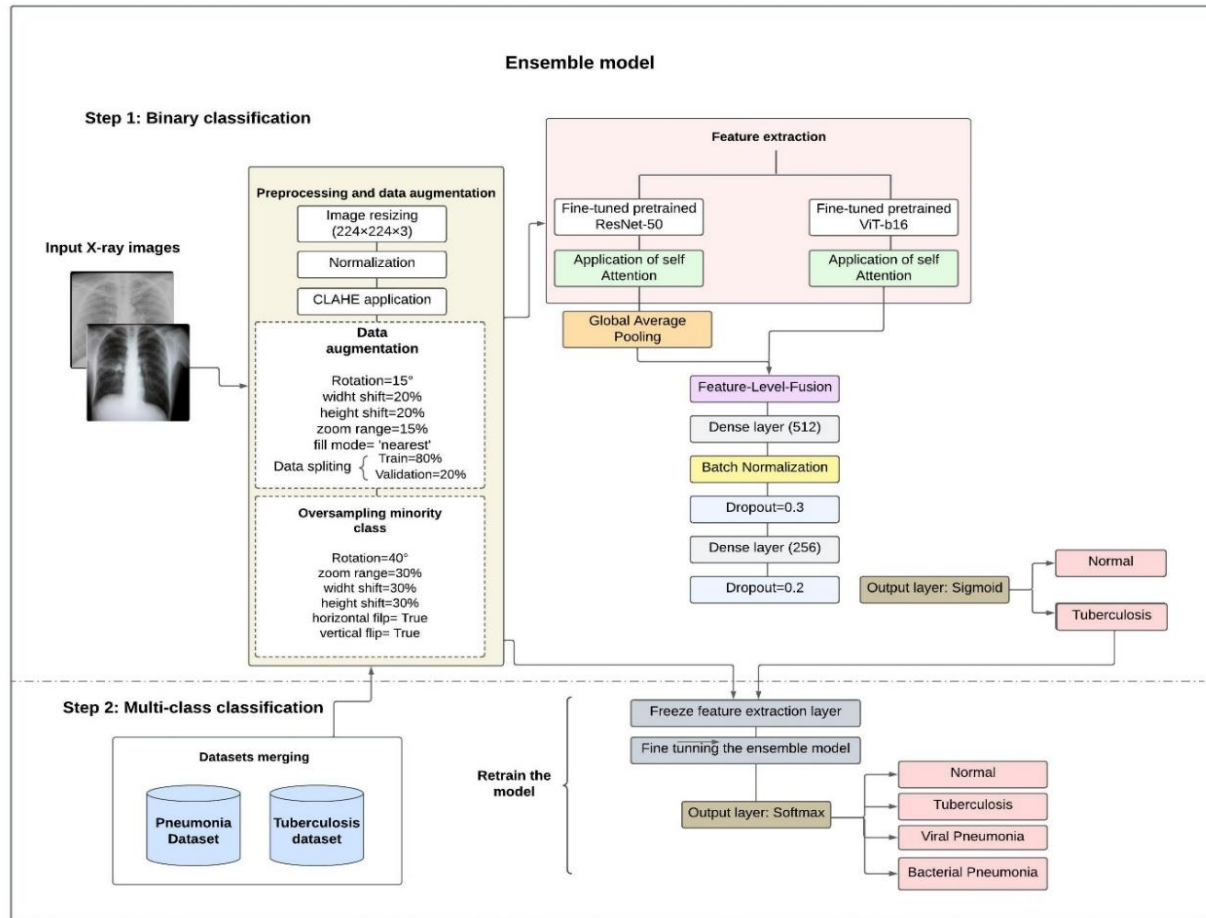 Ensemble model
Step 1: Binary classification
Input X-ray images
Preprocessing and data augmentation
Image resizing
(224×224×3)
Normalization
CLAHE application
Data
augmentation
Rotation=15°
widht shift=20%
height shift=20%
zoom range=15%
fill mode= 'nearest'
Data spliting { Train=80%
Validation=20%
Oversampling minority
class
Rotation=40°
zoom range=30%
widht shift=30%
height shift=30%
horizontal filp= True
vertical flip= True
Feature extraction
Fine-tuned pretrained
ResNet-50
Application of self
Attention
Fine-tuned pretrained
ViT-b16
Application of self
Attention
Global Average
Pooling
Feature-Level-Fusion
Dense layer (512)
Batch Normalization
Dropout=0.3
Dense layer (256)
Dropout=0.2
Output layer: Sigmoid
Normal
Tuberculosis
Step 2: Multi-class classification
Datasets merging
Pneumonia
Dataset
Tuberculosis
dataset
Retrain the
model
Freeze feature extraction layer
Fine tunning the ensemble model
Output layer: Softmax
Normal
Tuberculosis
Viral Pneumonia
Bacterial Pneumonia